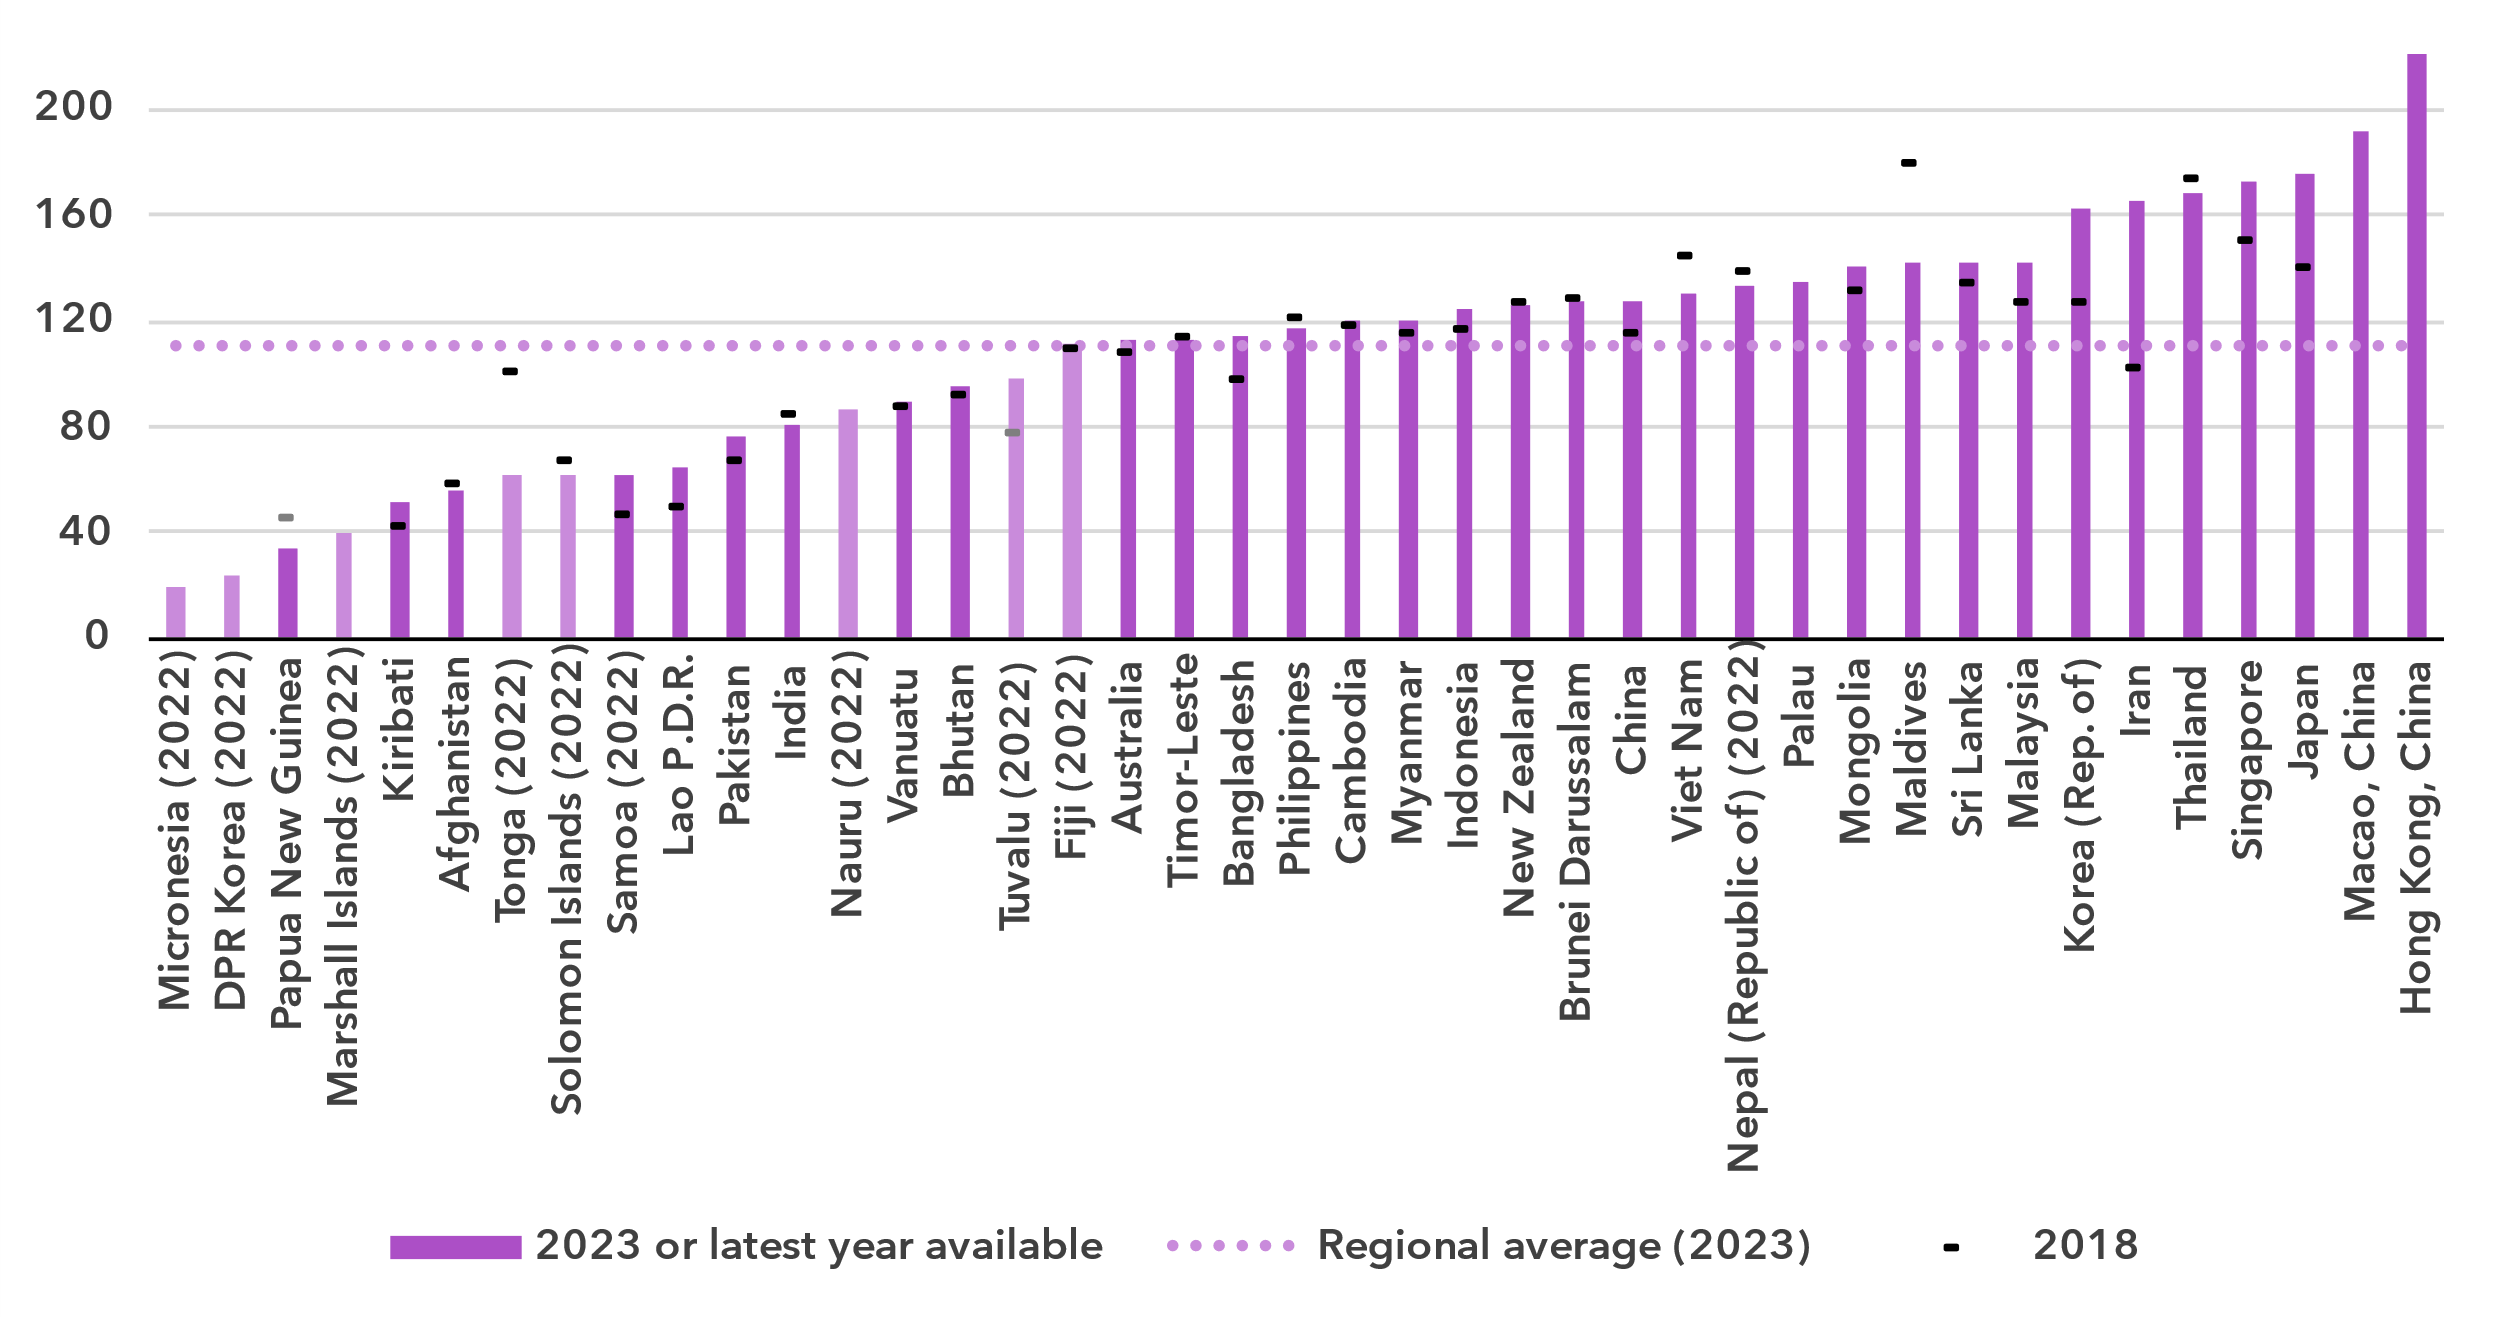 200
160
120
80
40
0
Micronesia (2022)
DPR Korea (2022)
Papua New Guinea
Marshall Islands (2022)
Kiribati
Afghanistan
Tonga (2022)
Solomon Islands (2022)
Samoa (2022)
Lao P.D.R.
Pakistan
India
Nauru (2022)
Vanuatu
Bhutan
Tuvalu (2022)
Fiji (2022)
Australia
Timor-Leste
Bangladesh
Philippines
Cambodia
Myanmar
Indonesia
New Zealand
Brunei Darussalam
China
Viet Nam
Nepal (Republic of) (2022)
Palau
Mongolia
Maldives
Sri Lanka
Malaysia
Korea (Rep. of)
Iran
Thailand
Singapore
Japan
Macao, China
Hong Kong, China
2023 or latest year available
Regional average (2023)
2018